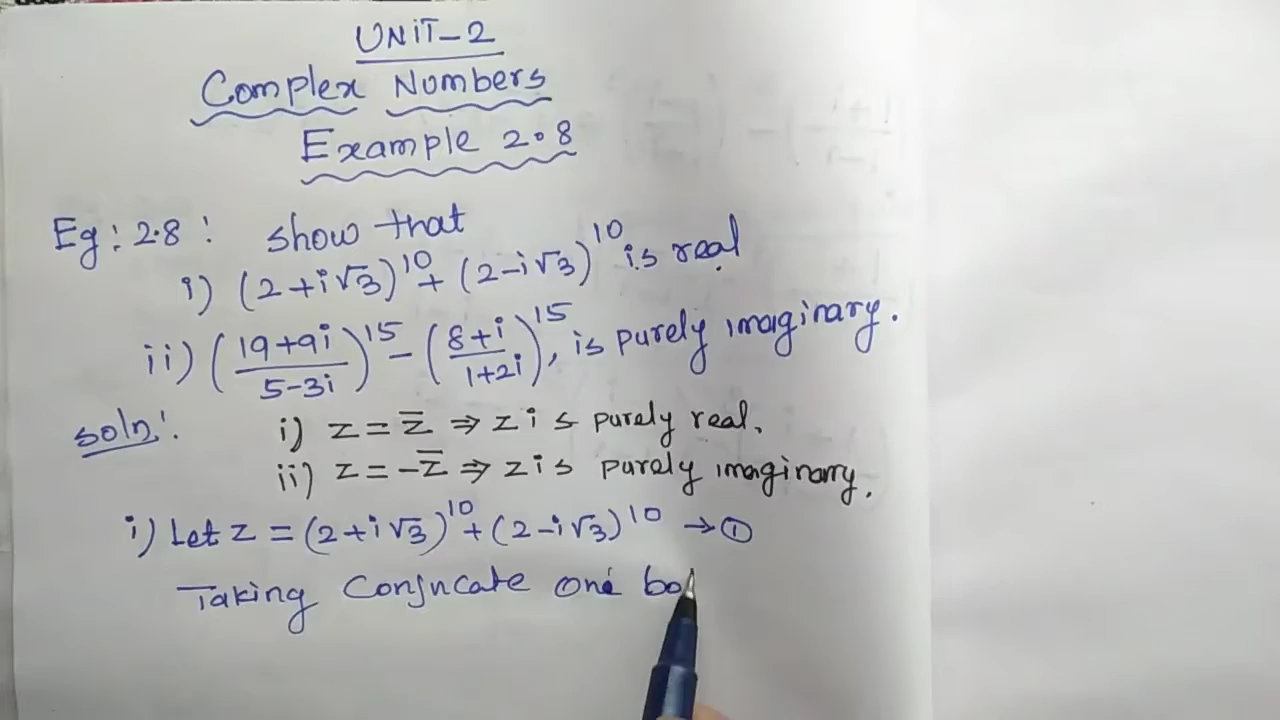 UNIT-2
Complex Numbers
Example 2.8
Eg: 2.8: show that
i) (2+i√3)^10 + (2-i√3)^10 is real
ii) ((19+9i)/(5-3i))^15 - ((8+i)/(1+2i))^15, is purely imaginary.
soln:
i) z = z̅ ⇒ z is purely real.
ii) z = -z̅ ⇒ z is purely imaginary.
i) Let z = (2+i√3)^10 + (2-i√3)^10 → ①
Taking Conjucate one bo